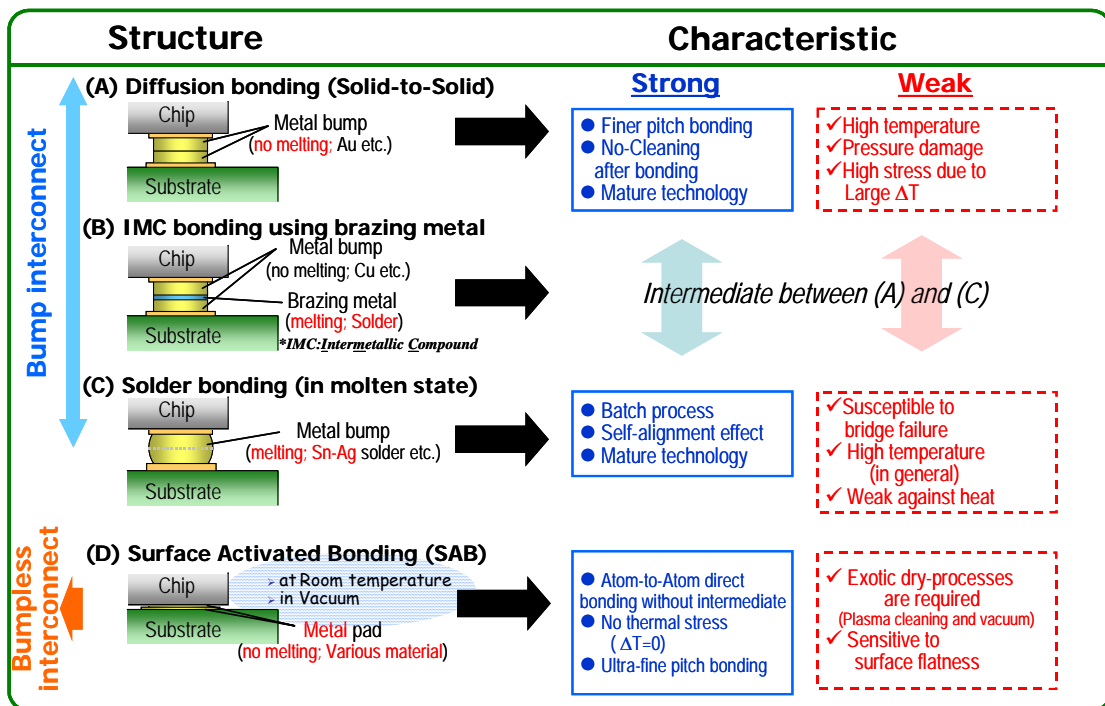 Structure
Characteristic
Strong
Weak
Bump interconnect
(A) Diffusion bonding (Solid-to-Solid)
Chip
Metal bump
(no melting; Au etc.)
Substrate
● Finer pitch bonding
● No-Cleaning
after bonding
● Mature technology
✓High temperature
✓Pressure damage
✓High stress due to
Large ΔT
(B) IMC bonding using brazing metal
Chip
Metal bump
(no melting; Cu etc.)
Brazing metal
(melting; Solder)
Substrate
*IMC:Intermetallic Compound
Intermediate between (A) and (C)
(C) Solder bonding (in molten state)
Chip
Metal bump
(melting; Sn-Ag solder etc.)
Substrate
● Batch process
● Self-alignment effect
● Mature technology
✓Susceptible to
bridge failure
✓High temperature
(in general)
✓Weak against heat
Bumpless
interconnect
(D) Surface Activated Bonding (SAB)
Chip
➢ at Room temperature
➢ in Vacuum
Substrate
Metal pad
(no melting; Various material)
● Atom-to-Atom direct
bonding without intermediate
● No thermal stress
( ΔT=0)
● Ultra-fine pitch bonding
✓ Exotic dry-processes
are required
(Plasma cleaning and vacuum)
✓Sensitive to
surface flatness